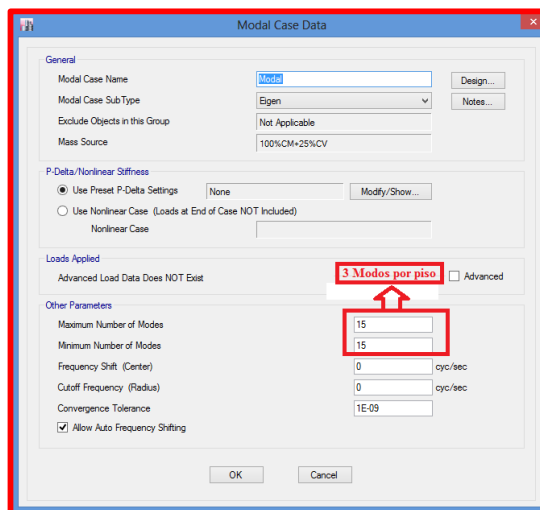 Modal Case Data
General
Modal Case Name Modal Design...
Modal Case SubType Eigen Notes...
Exclude Objects in this Group Not Applicable
Mass Source 100%CM+25%CV
P-Delta/Nonlinear Stiffness
Use Preset P-Delta Settings None Modify/Show...
Use Nonlinear Case (Loads at End of Case NOT Included)
Nonlinear Case
Loads Applied
3 Modos por piso
Advanced Load Data Does NOT Exist Advanced
Other Parameters
Maximum Number of Modes 15
Minimum Number of Modes 15
Frequency Shift (Center) 0 cyc/sec
Cutoff Frequency (Radius) 0 cyc/sec
Convergence Tolerance 1E-09
Allow Auto Frequency Shifting
OK Cancel